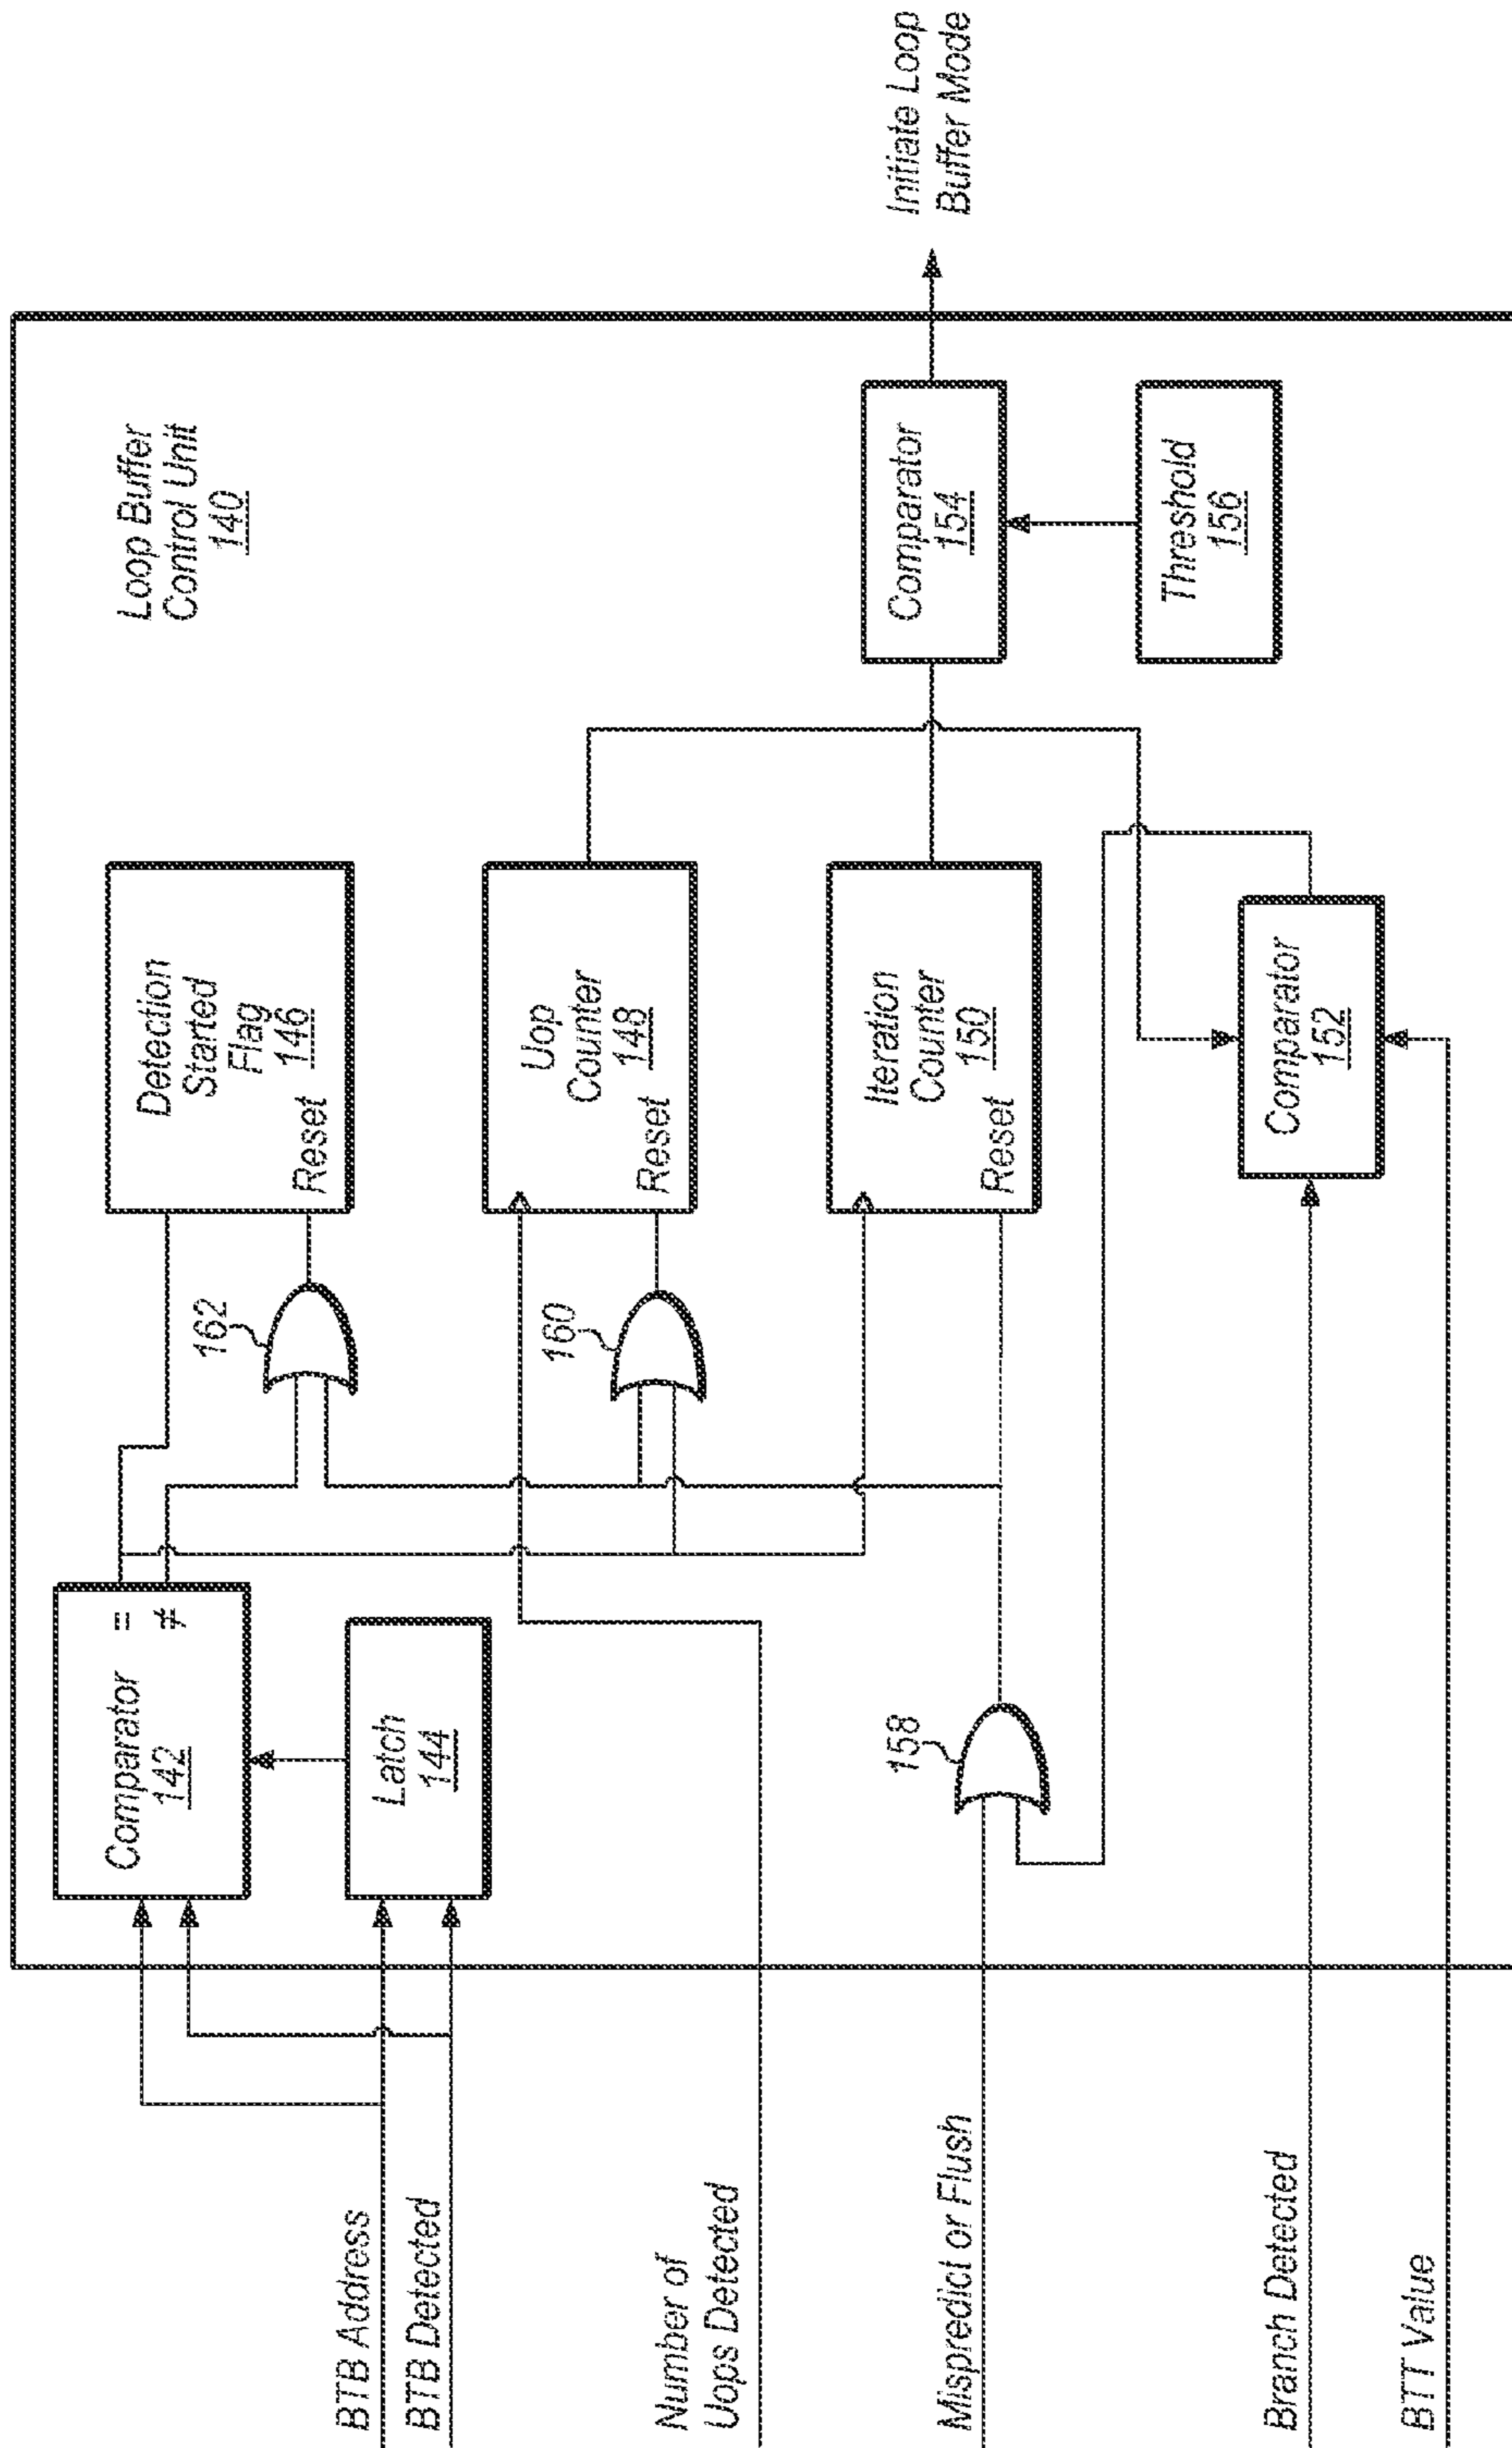 Loop Buffer
Control Unit
140
BTB Address
BTB Detected
Number of
Uops Detected
Mispredict or Flush
Branch Detected
BTT Value
Comparator
142
=
≠
Latch
144
158
162
160
Detection
Started
Flag
146
Reset
Uop
Counter
148
Reset
Iteration
Counter
150
Reset
Comparator
152
Comparator
154
Threshold
156
Initiate Loop
Buffer Mode